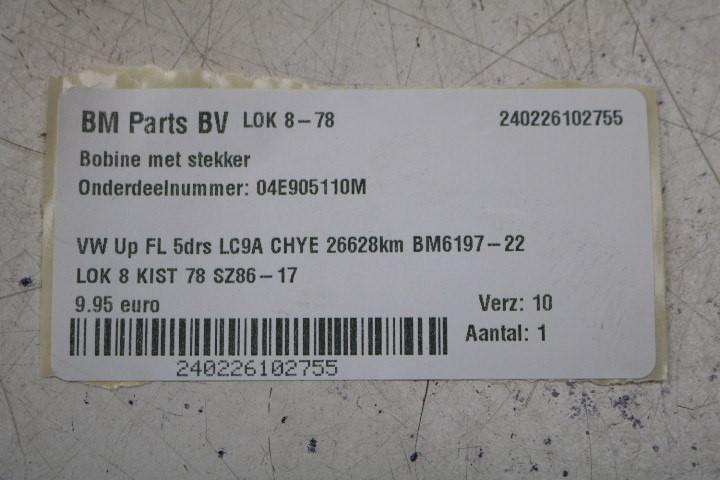 BM Parts BV LOK 8-78 240226102755
Bobine met stekker
Onderdeelnummer: 04E905110M
VW Up FL 5drs LC9A CHYE 26628km BM6197-22
LOK 8 KIST 78 SZ86-17
9.95 euro Verz: 10
Aantal: 1
240226102755